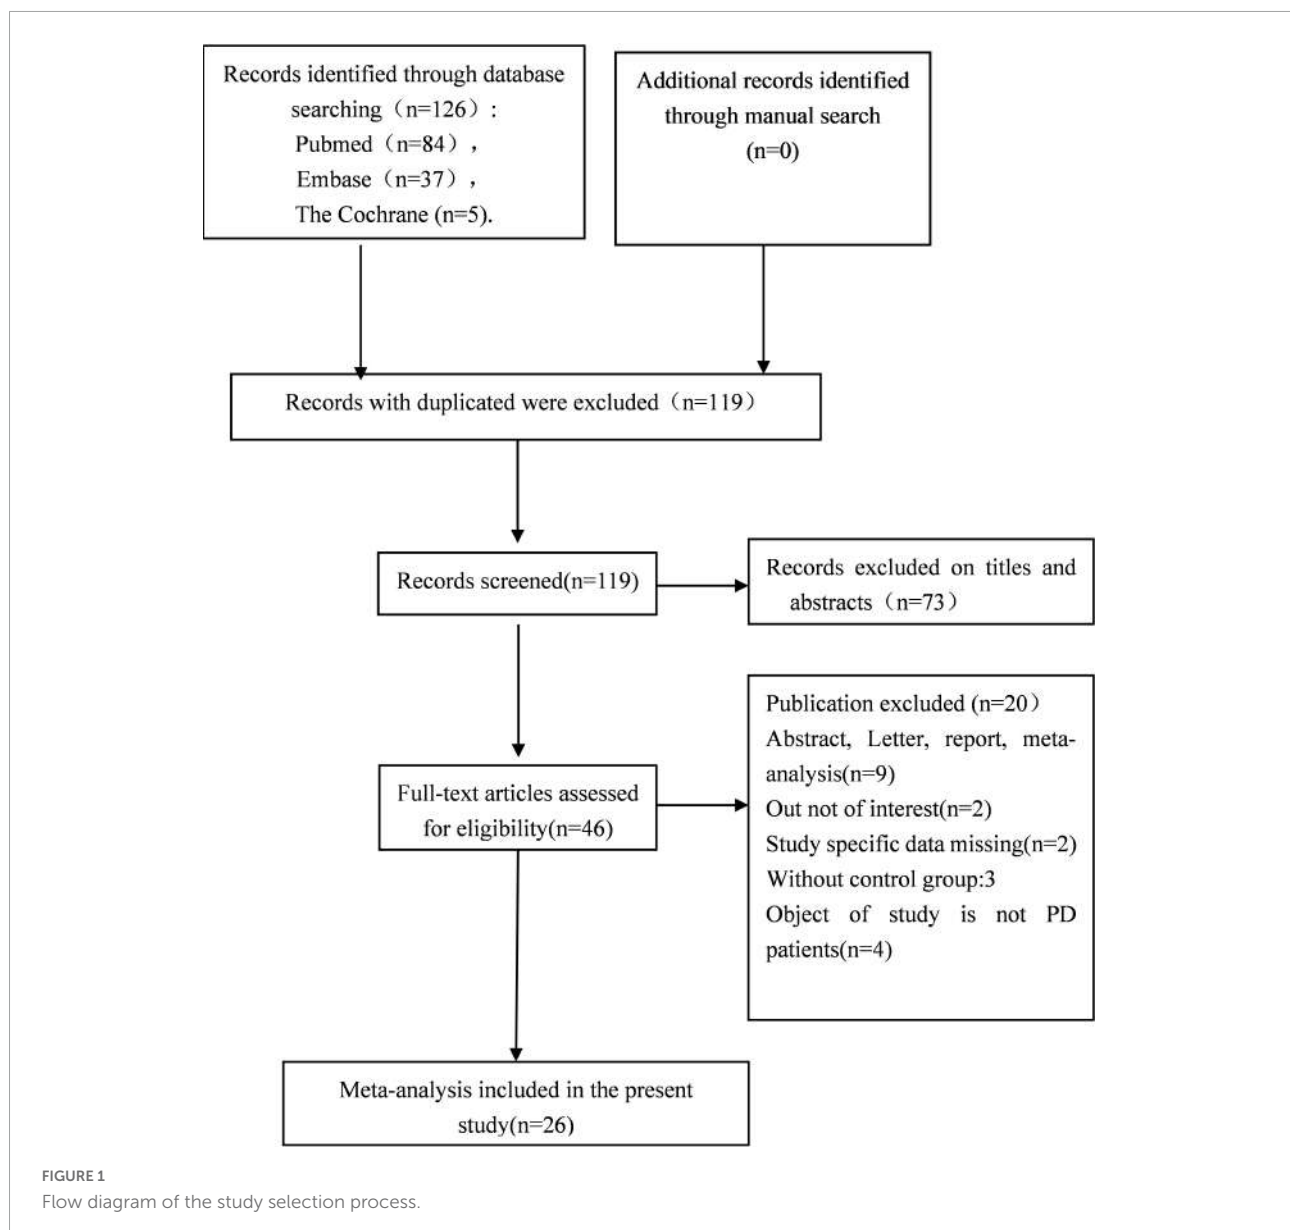 Records identified through database
searching（n=126）:
Pubmed（n=84）,
Embase（n=37）,
The Cochrane (n=5).
Additional records identified
through manual search
(n=0)
Records with duplicated were excluded（n=119）
Records screened(n=119)
Records excluded on titles and
abstracts（n=73）
Full-text articles assessed
for eligibility(n=46)
Publication excluded (n=20）
Abstract, Letter, report, meta-
analysis(n=9)
Out not of interest(n=2)
Study specific data missing(n=2)
Without control group:3
Object of study is not PD
patients(n=4)
Meta-analysis included in the present
study(n=26)
FIGURE 1
Flow diagram of the study selection process.